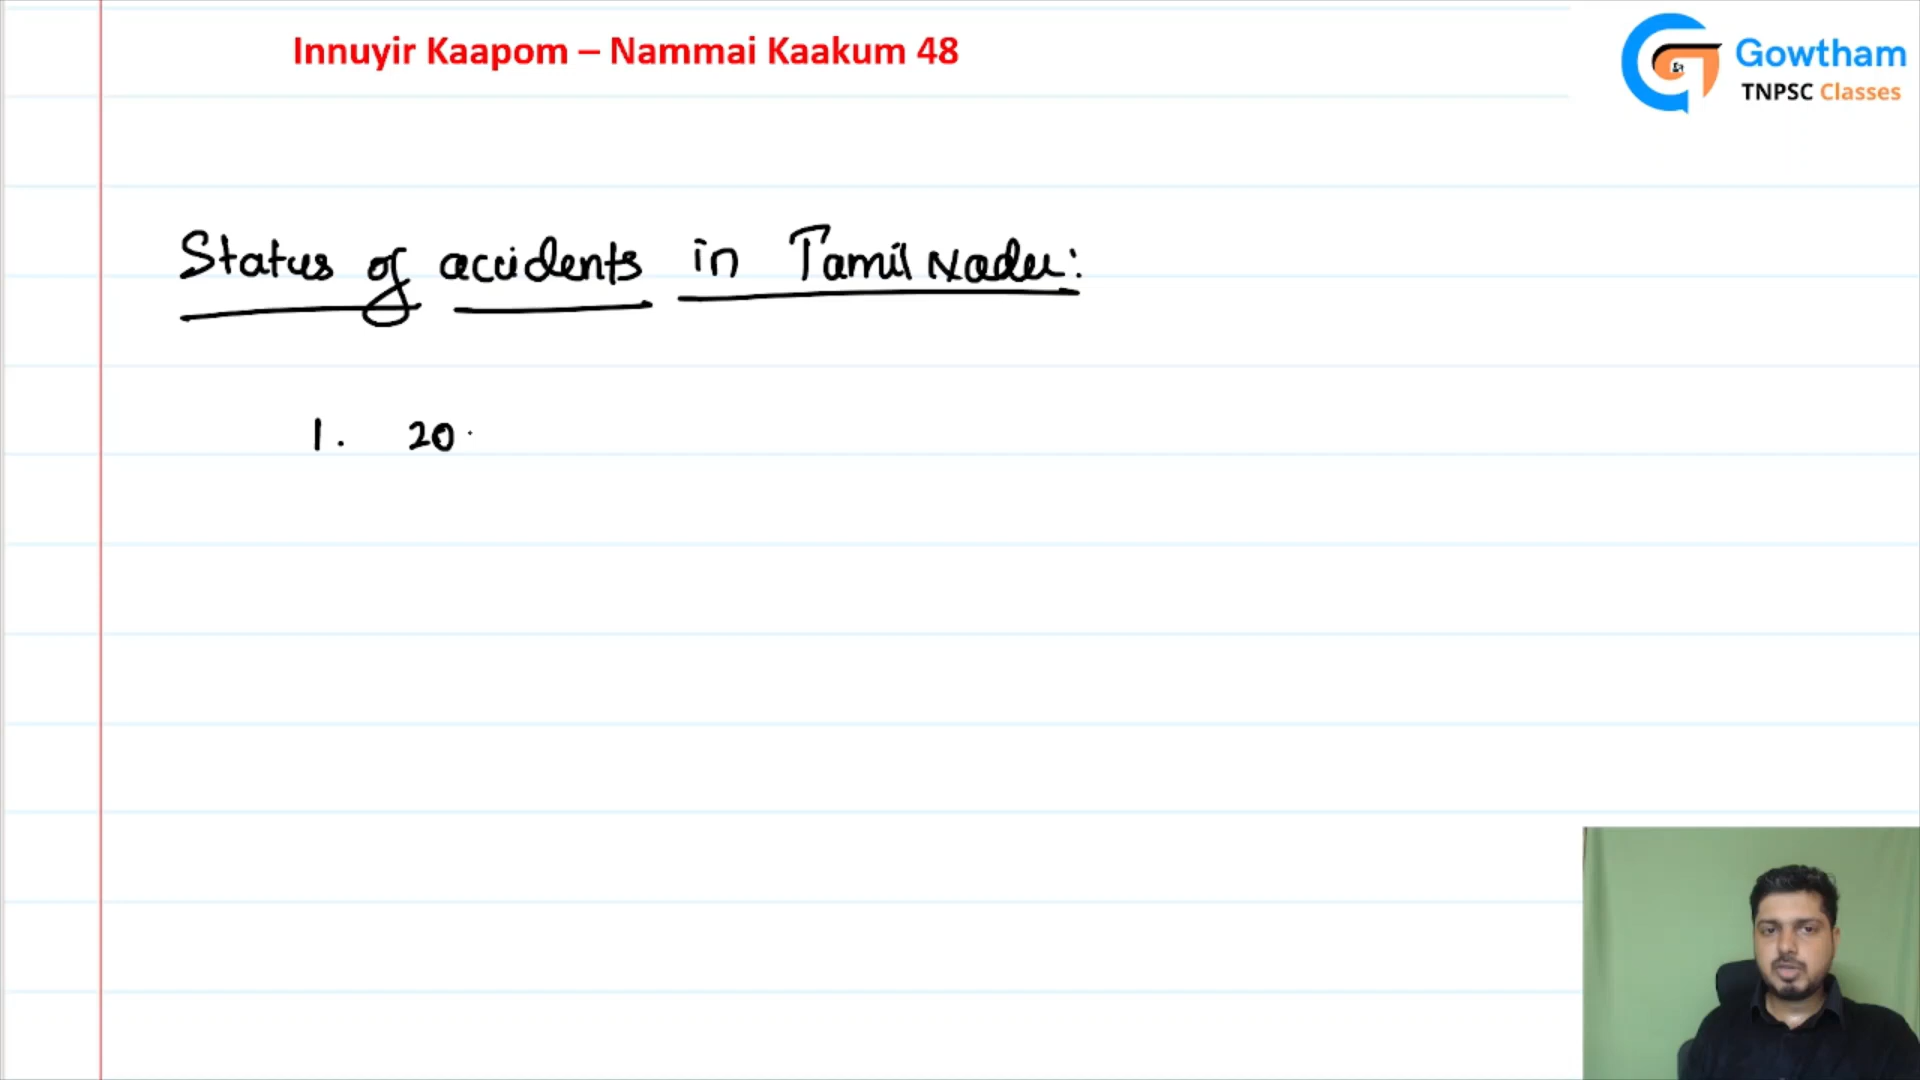 Innuyir Kaapom – Nammai Kaakum 48
Gowtham
TNPSC Classes
Status of accidents in Tamil Nadu:
1. 20